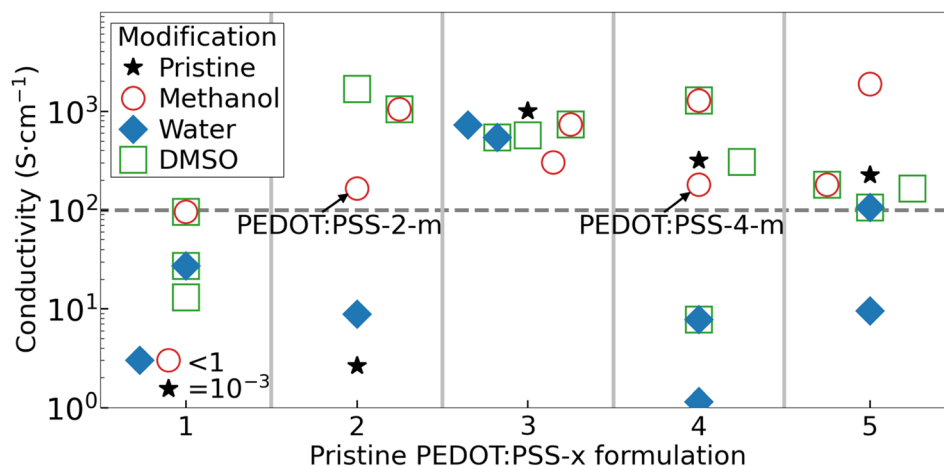 Modification
Pristine
Methanol
Water
DMSO
Conductivity (S·cm⁻¹)
10³
10²
10¹
10⁰
PEDOT:PSS-2-m
PEDOT:PSS-4-m
<1
=10⁻³
1 2 3 4 5
Pristine PEDOT:PSS-x formulation